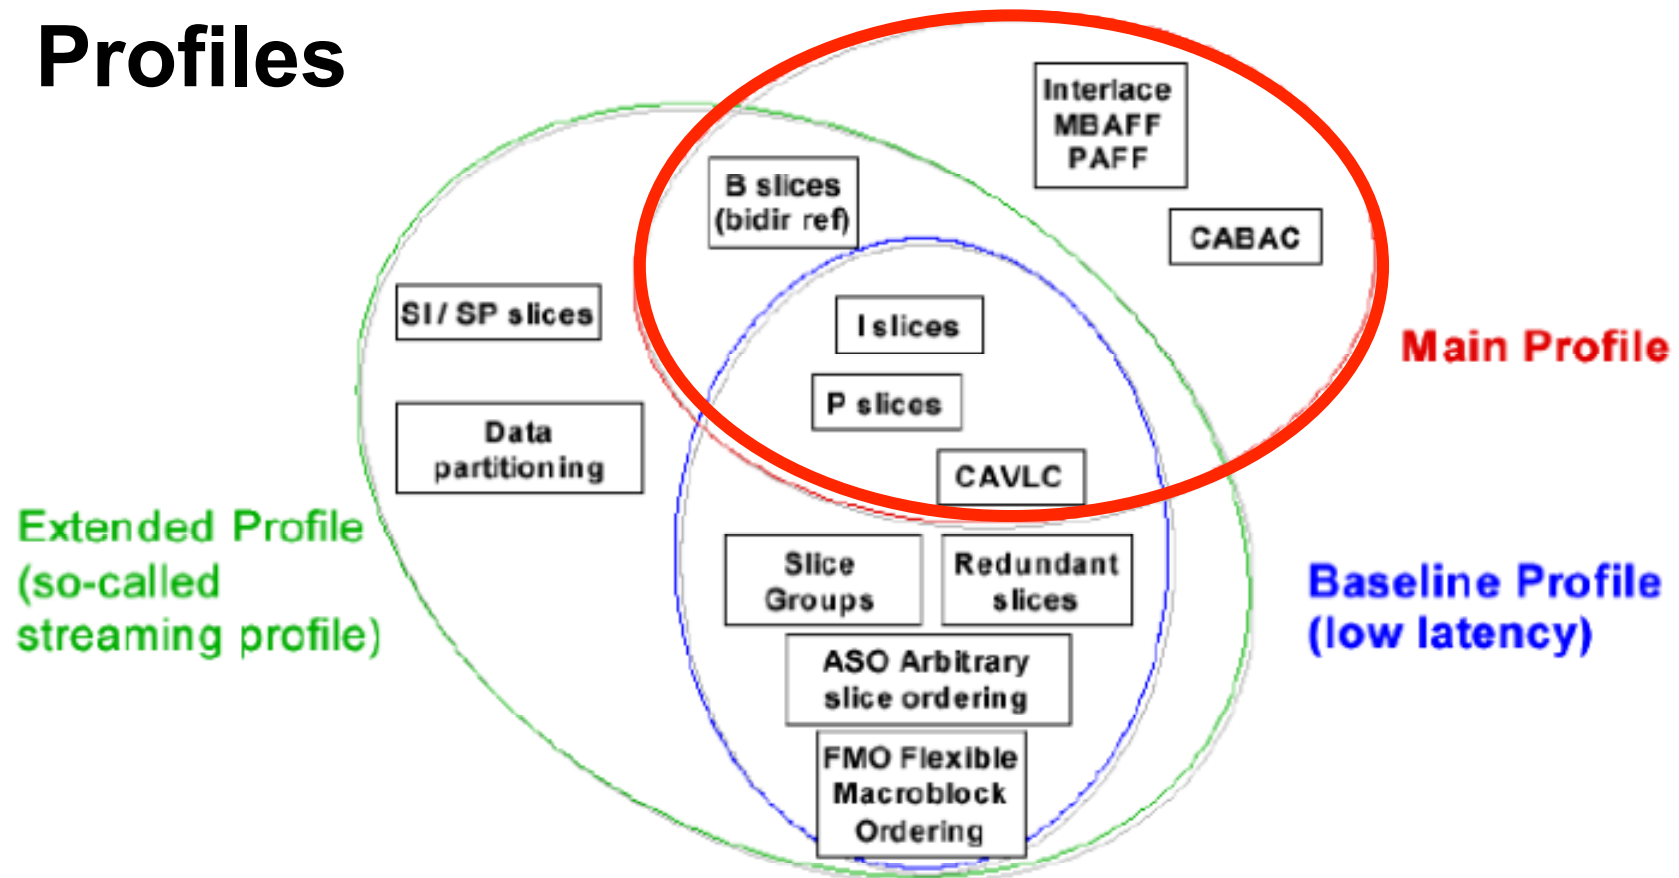 Profiles
Interlace
MBAFF
PAFF
B slices
(bidir ref)
CABAC
SI / SP slices
I slices
Main Profile
P slices
Data
partitioning
CAVLC
Extended Profile
(so-called
streaming profile)
Slice
Groups
Redundant
slices
Baseline Profile
(low latency)
ASO Arbitrary
slice ordering
FMO Flexible
Macroblock
Ordering